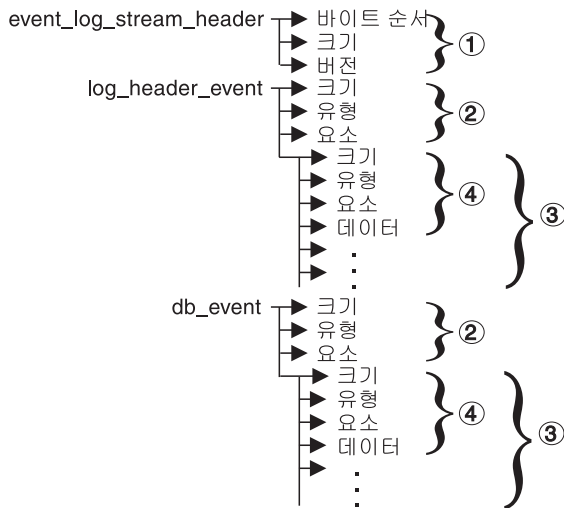 event_log_stream_header 바이트 순서
크기 ①
버전
log_header_event 크기
유형 ②
요소
크기
유형
요소 ④ ③
데이터
db_event 크기
유형 ②
요소
크기
유형
요소 ④
데이터 ③